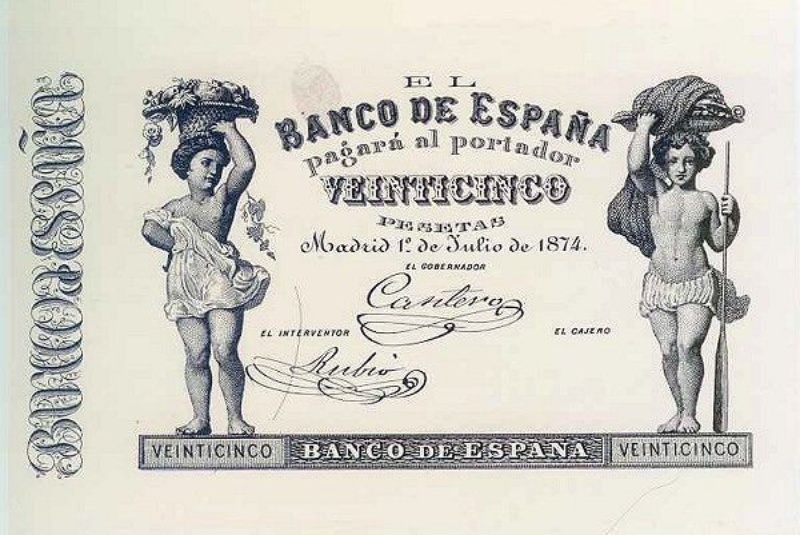 EL
BANCO DE ESPAÑA
pagará al portador
VEINTICINCO
PESETAS
Madrid 1º de Julio de 1874.
EL GOBERNADOR
Cantero
EL INTERVENTOR
EL CAJERO
Rubio
VEINTICINCO BANCO DE ESPAÑA VEINTICINCO
BANCO DE ESPAÑA